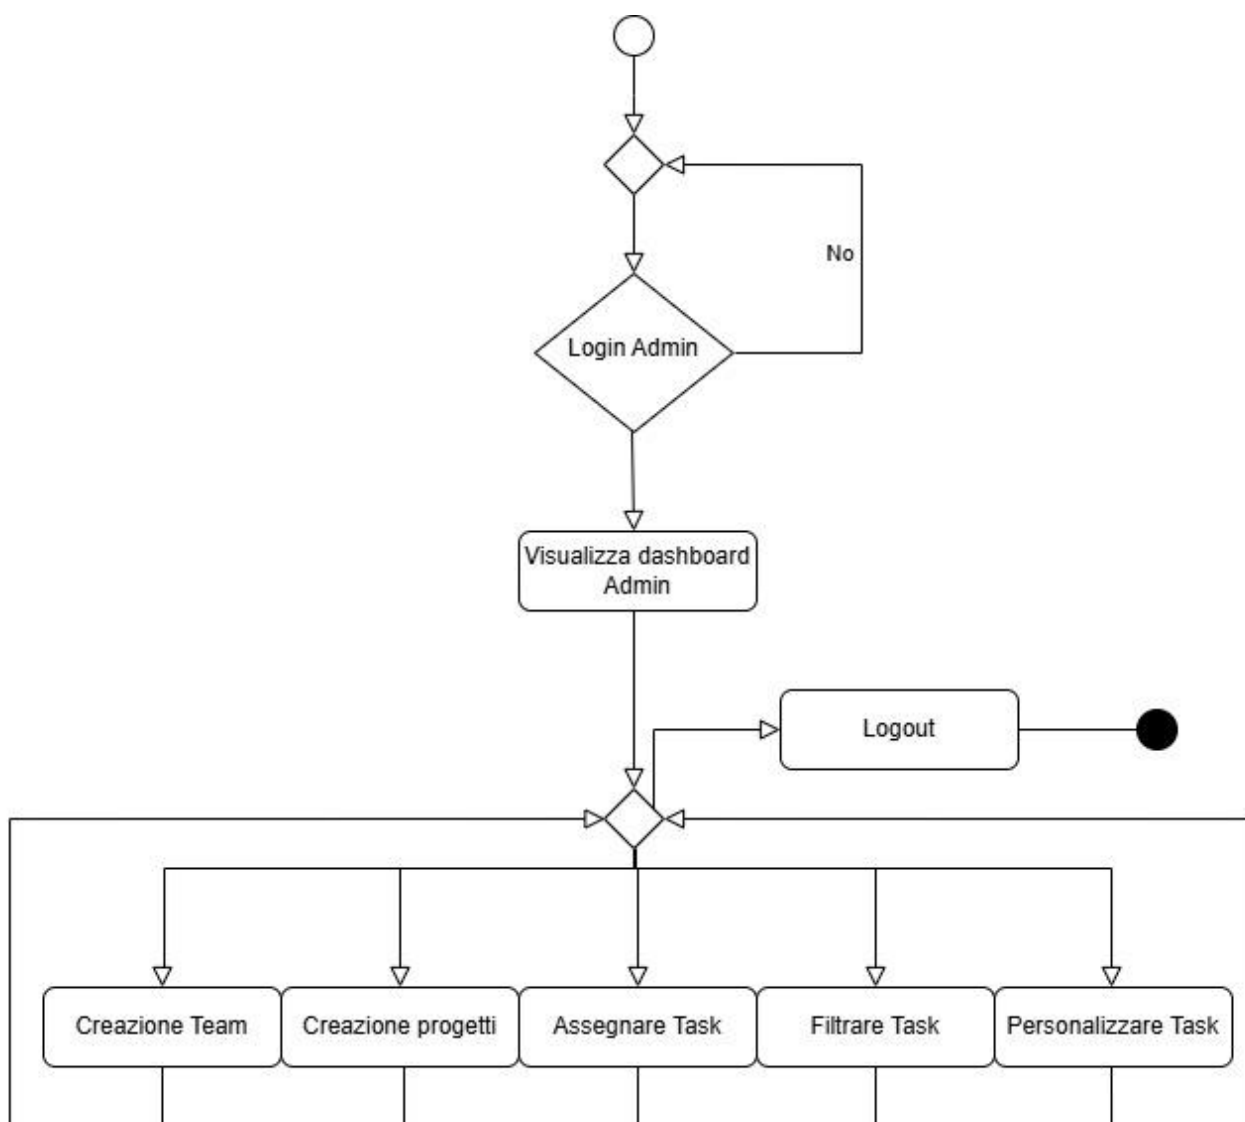 No
Login Admin
Visualizza dashboard
Admin
Logout
Creazione Team
Creazione progetti
Assegnare Task
Filtrare Task
Personalizzare Task